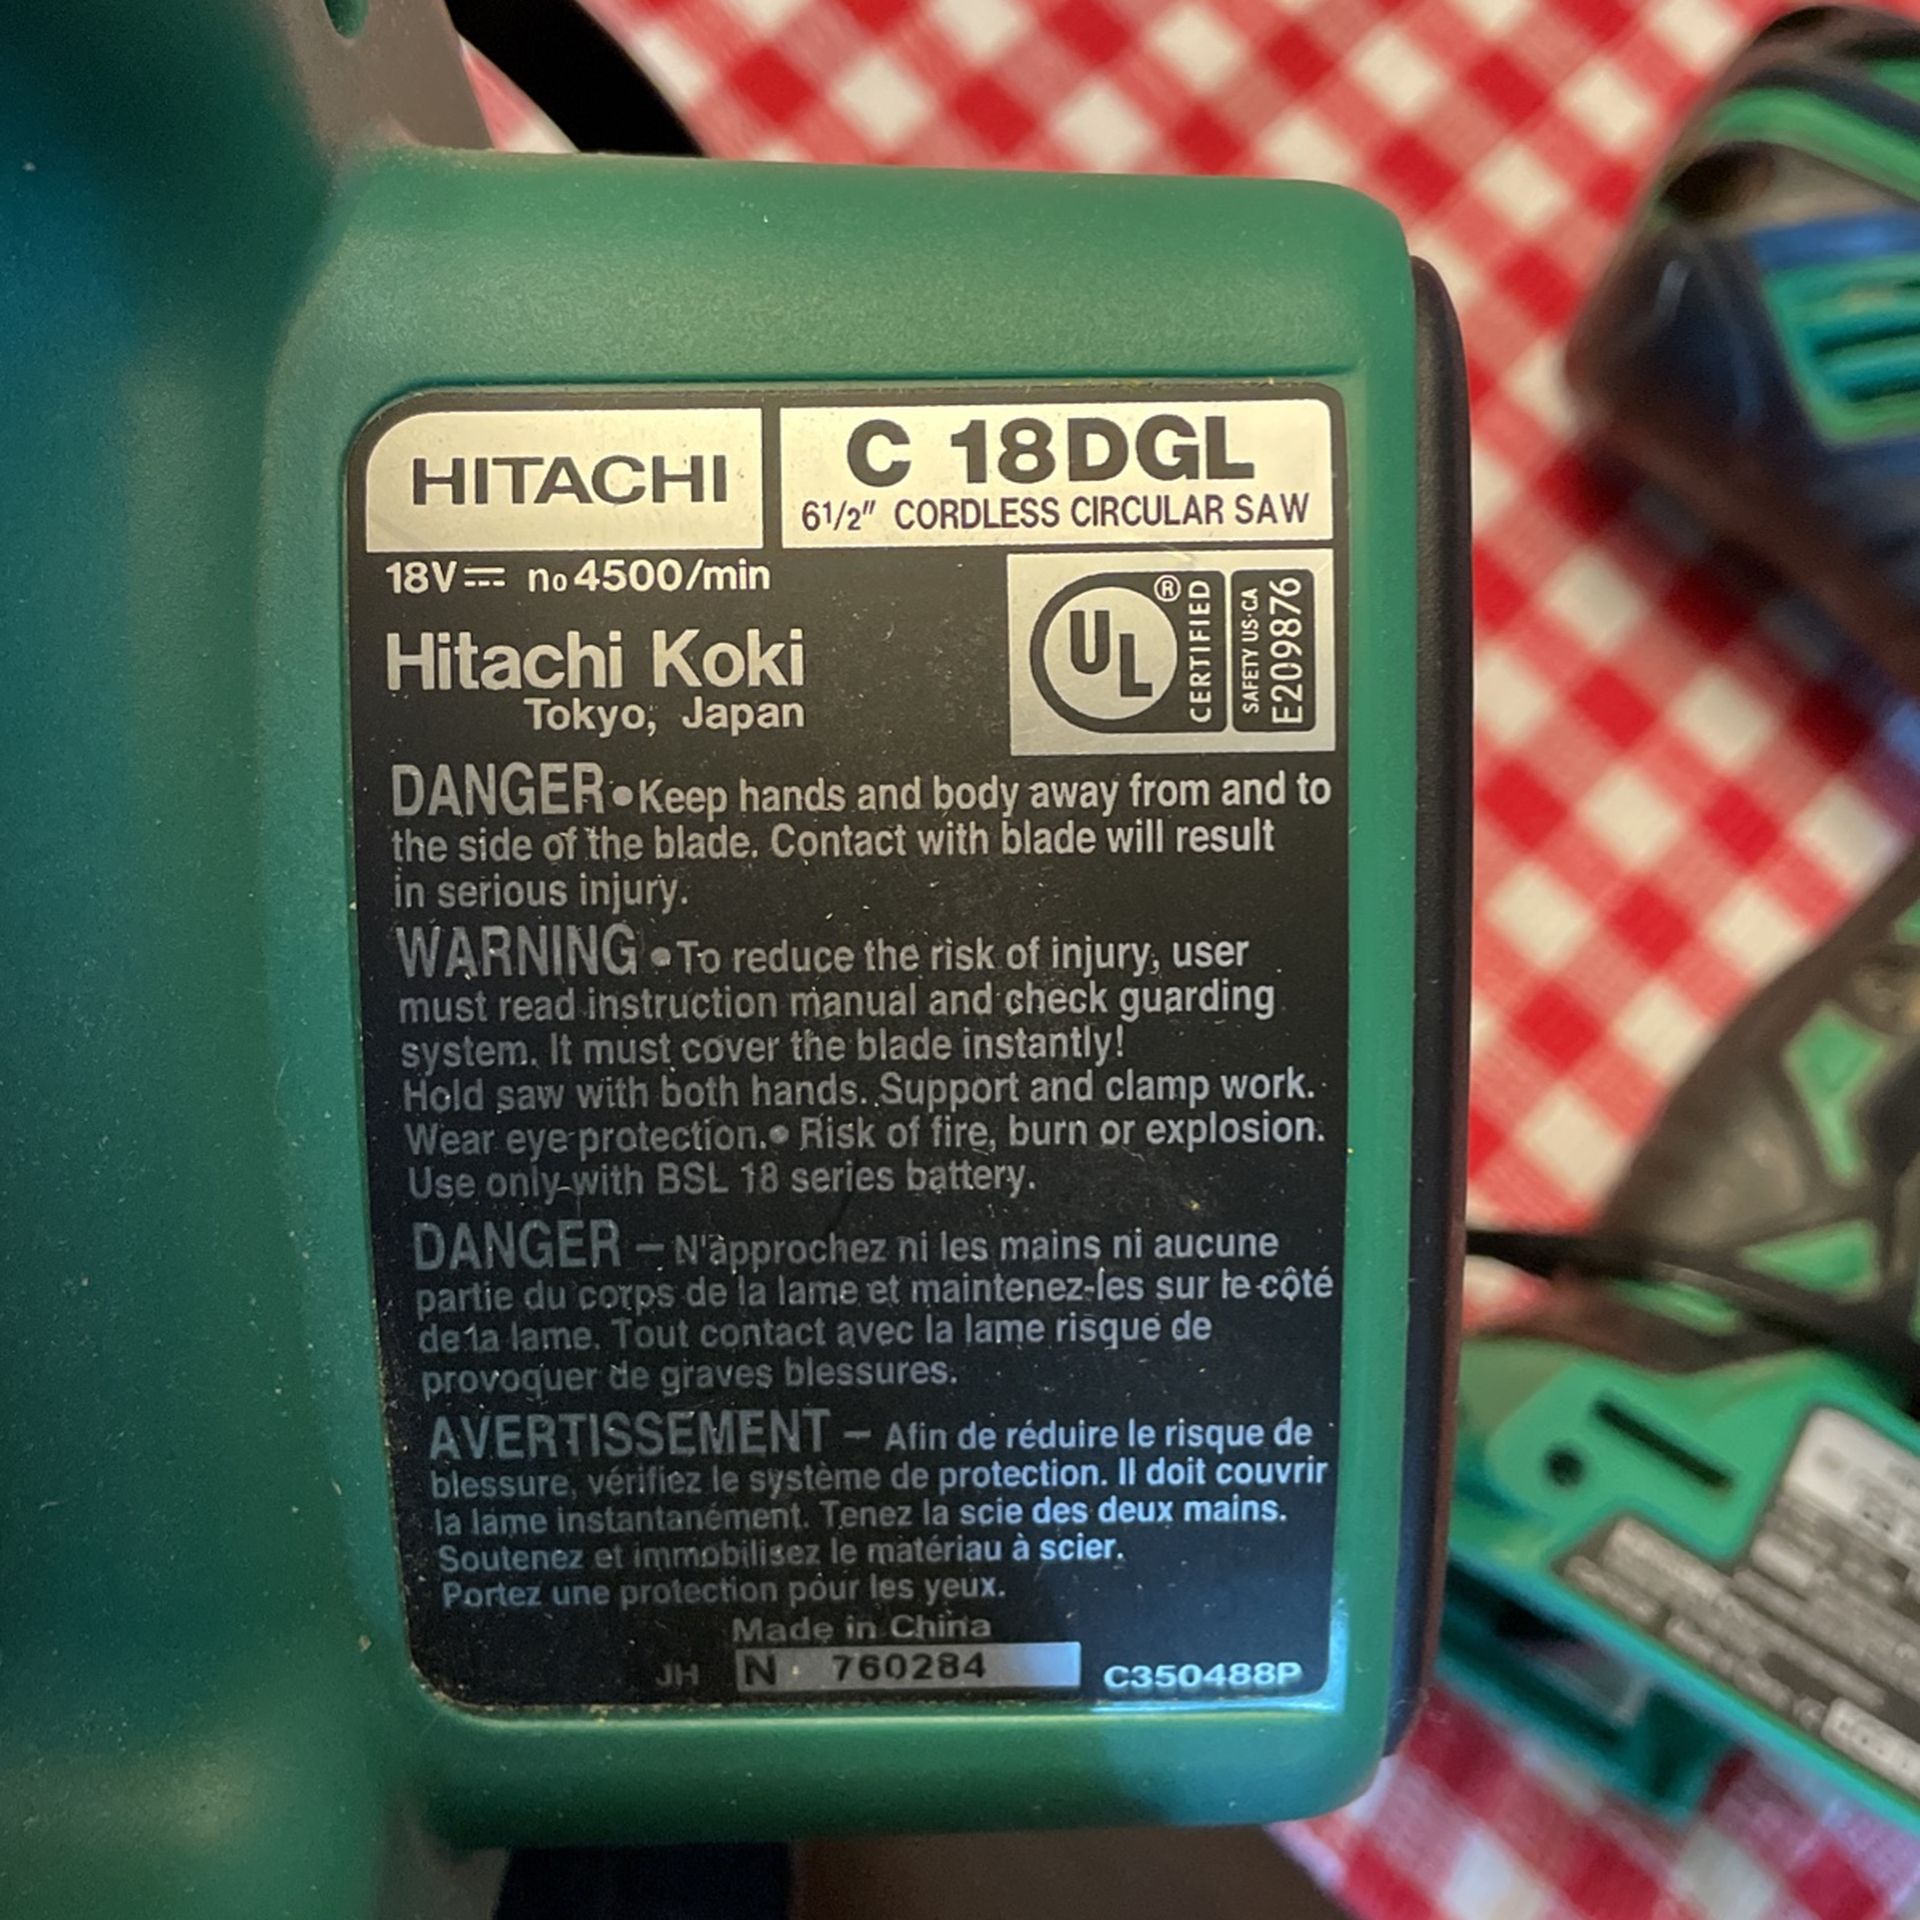 HITACHI
C 18DGL
6 1/2" CORDLESS CIRCULAR SAW
18V⎓ no 4500/min
Hitachi Koki
Tokyo, Japan
UL ®
CERTIFIED
SAFETY US·CA
E209876
DANGER •Keep hands and body away from and to
the side of the blade. Contact with blade will result
in serious injury.
WARNING •To reduce the risk of injury, user
must read instruction manual and check guarding
system. It must cover the blade instantly!
Hold saw with both hands. Support and clamp work.
Wear eye protection.• Risk of fire, burn or explosion.
Use only with BSL 18 series battery.
DANGER – N'approchez ni les mains ni aucune
partie du corps de la lame et maintenez-les sur le côté
de la lame. Tout contact avec la lame risque de
provoquer de graves blessures.
AVERTISSEMENT – Afin de réduire le risque de
blessure, vérifiez le système de protection. Il doit couvrir
la lame instantanément. Tenez la scie des deux mains.
Soutenez et immobilisez le matériau à scier.
Portez une protection pour les yeux.
Made in China
JH N· 760284 C350488P